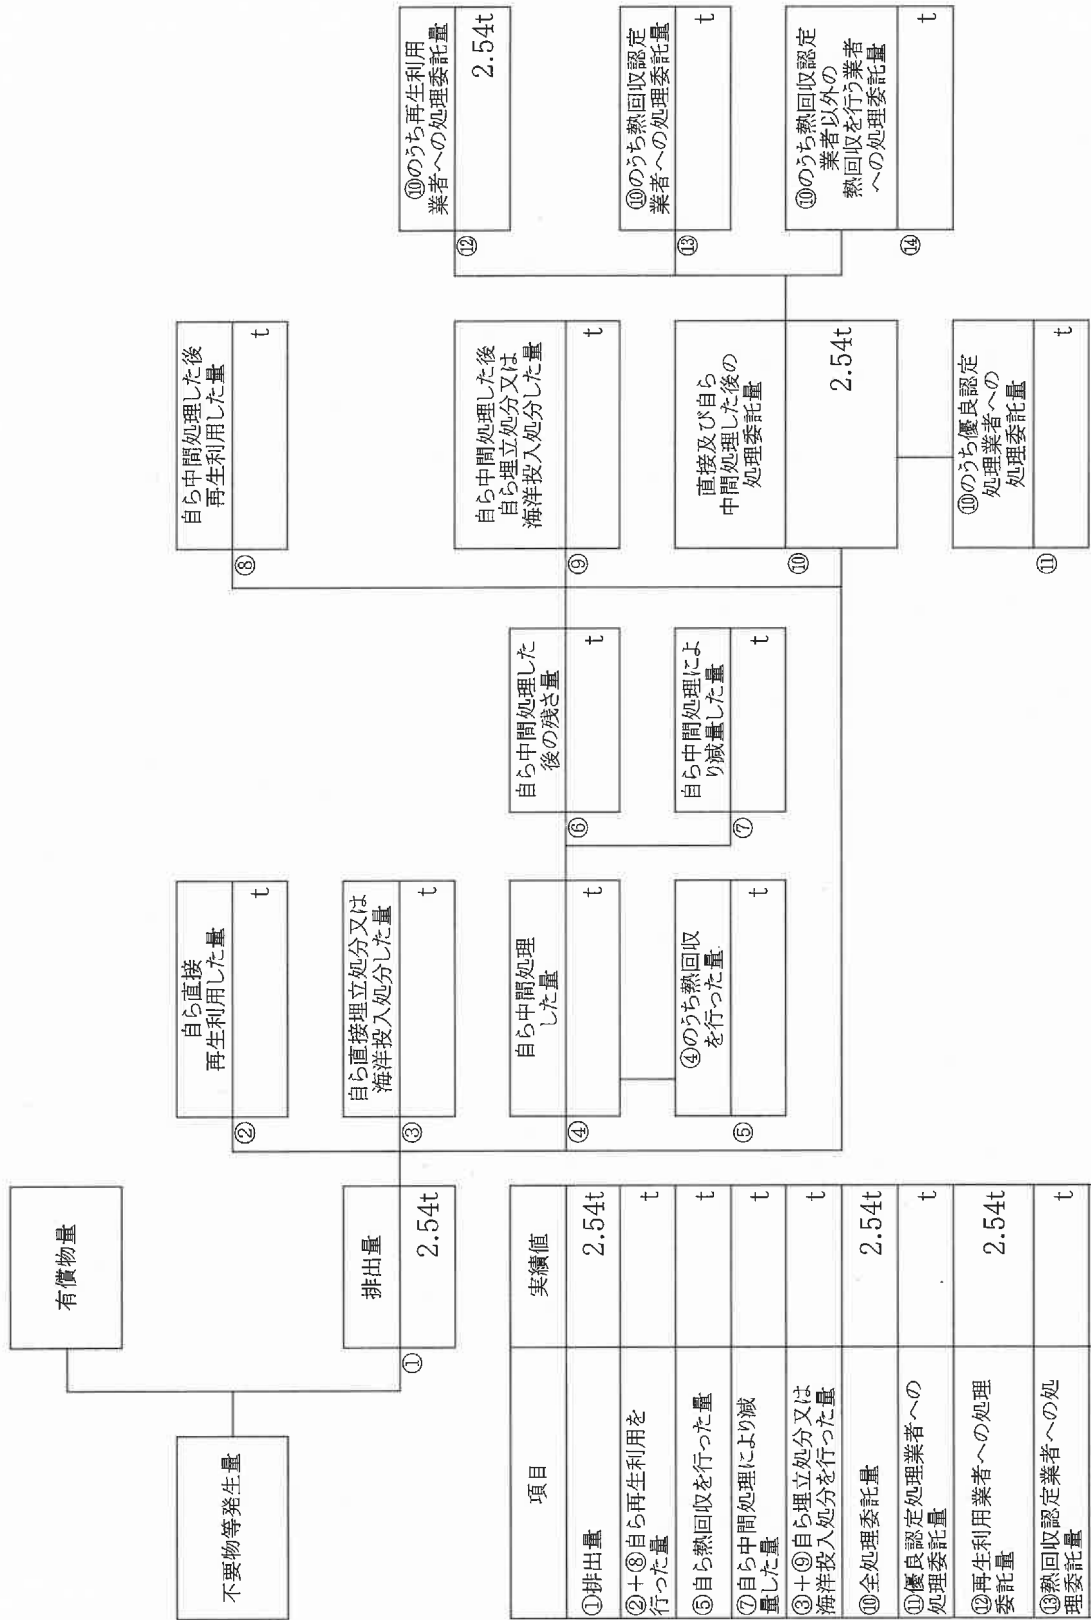 不要物等発生量
有償物量
排出量
①
2.54t
自ら直接
再生利用した量
②
t
自ら直接埋立処分又は
海洋投入処分した量
③
t
自ら中間処理
した量
④
t
④のうち熱回収
を行った量
⑤
t
自ら中間処理した
後の残さ量
⑥
t
自ら中間処理によ
り減量した量
⑦
t
自ら中間処理した後
再生利用した量
⑧
t
自ら中間処理した後
自ら埋立処分又は
海洋投入処分した量
⑨
t
直接及び自ら
中間処理した後の
処理委託量
⑩
2.54t
⑩のうち優良認定
処理業者への
処理委託量
⑪
t
⑩のうち再生利用
業者への処理委託量
⑫
2.54t
⑩のうち熱回収認定
業者への処理委託量
⑬
t
⑩のうち熱回収認定
業者以外の
熱回収を行う業者
への処理委託量
⑭
t
項目 実績値
①排出量 2.54t
②+⑧自ら再生利用を
行った量 t
⑤自ら熱回収を行った量 t
⑦自ら中間処理により減
量した量 t
③+⑨自ら埋立処分又は
海洋投入処分を行った量 t
⑩全処理委託量 2.54t
⑪優良認定処理業者への
処理委託量 t
⑫再生利用業者への処理
委託量 2.54t
⑬熱回収認定業者への処
理委託量 t